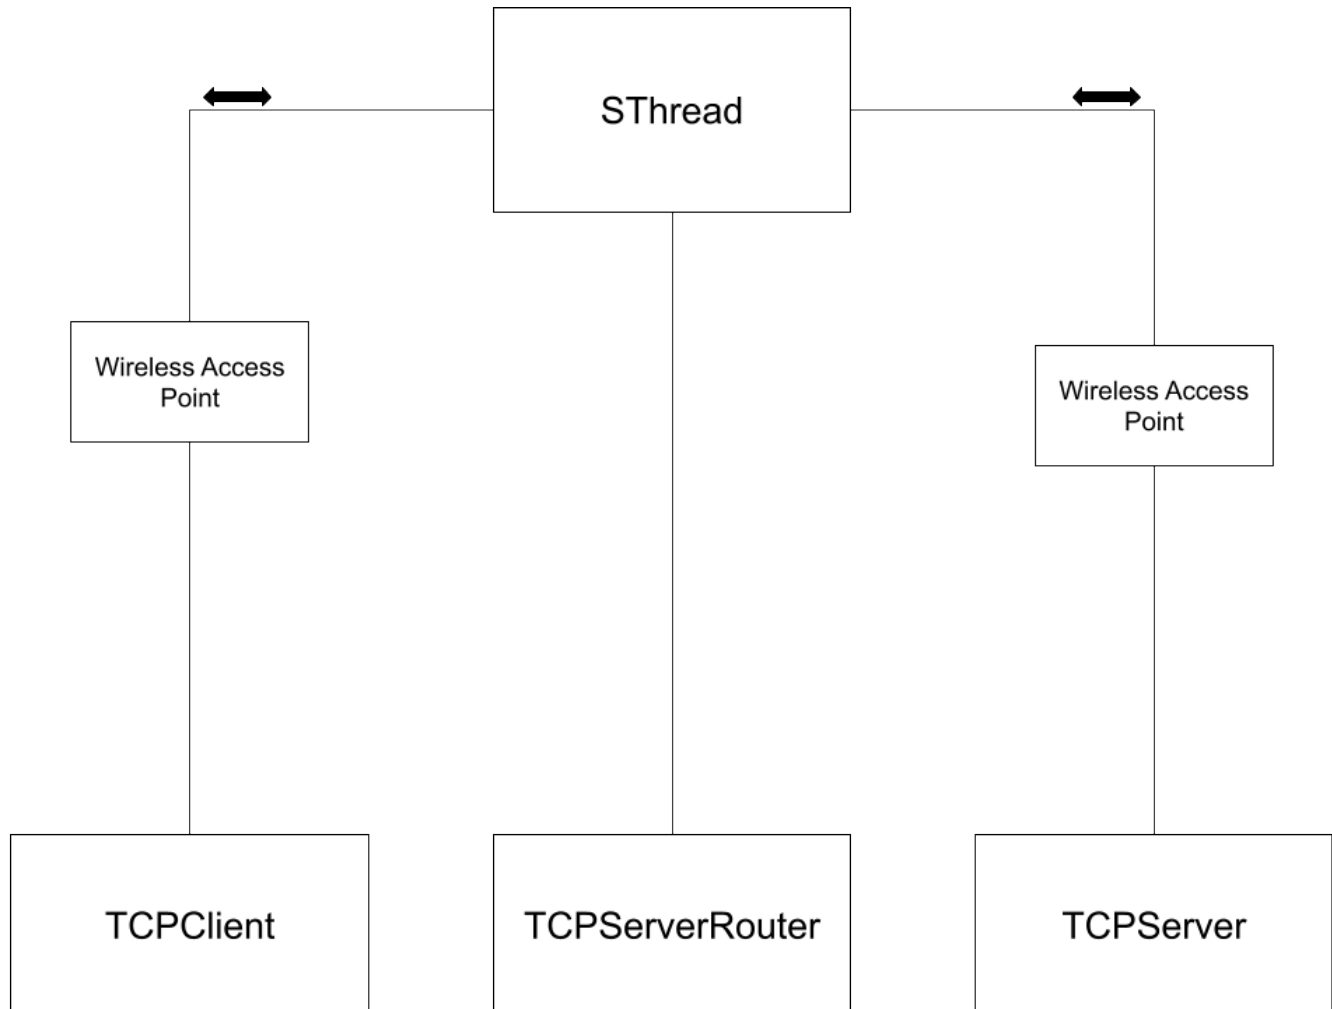 SThread
Wireless Access
Point
Wireless Access
Point
TCPClient
TCPServerRouter
TCPServer